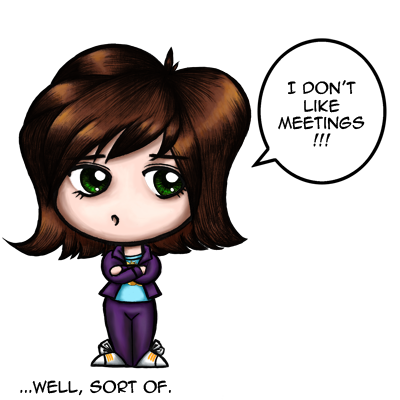 I DON'T
LIKE
MEETINGS
!!!
...WELL, SORT OF.